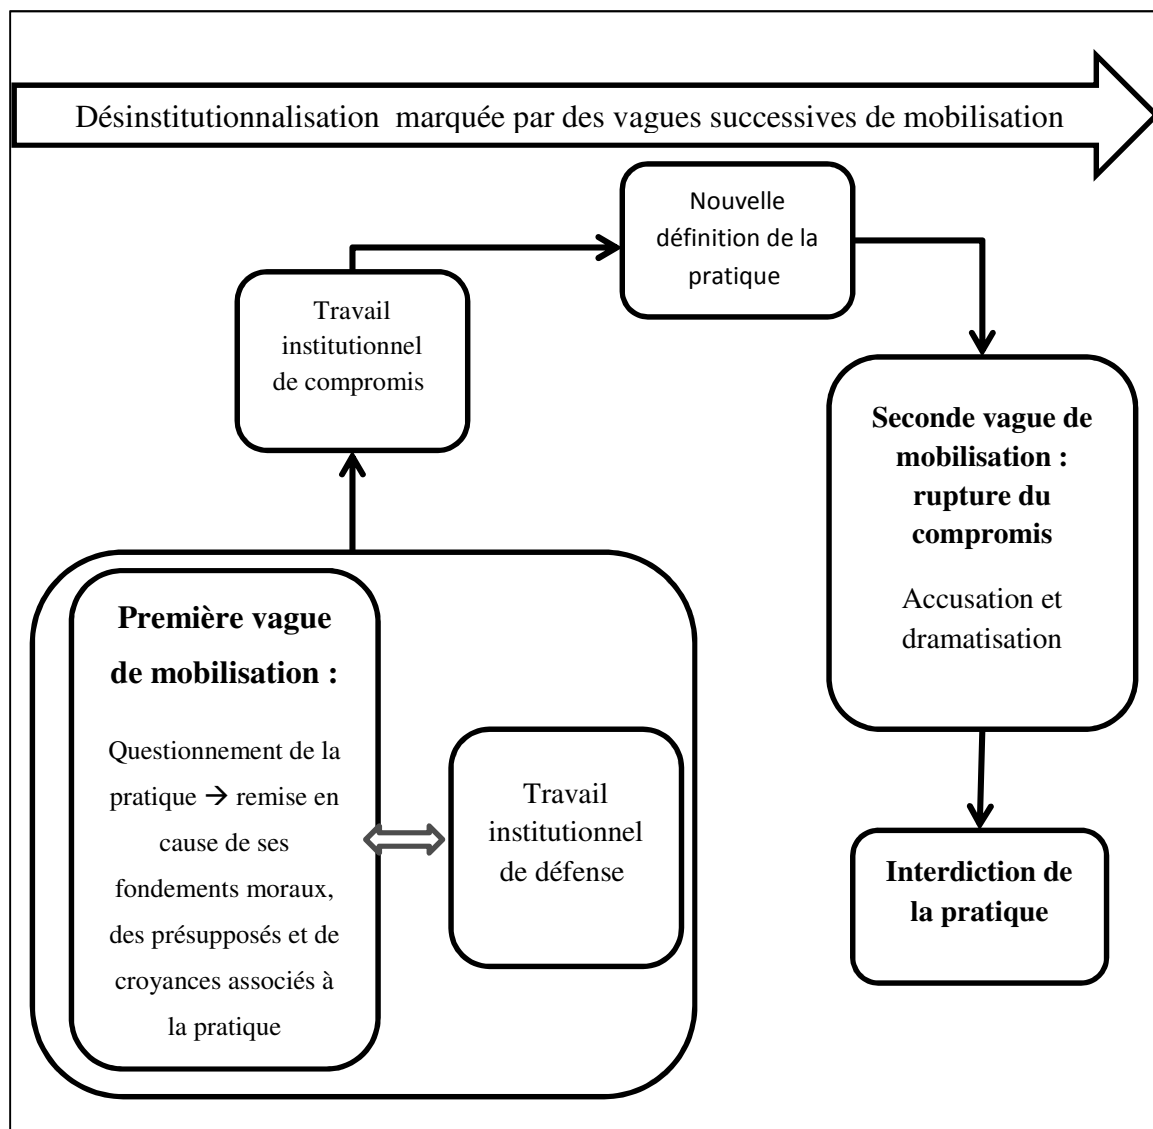 Désinstitutionnalisation marquée par des vagues successives de mobilisation
Nouvelle
définition de la
pratique
Travail
institutionnel
de compromis
Seconde vague de
mobilisation :
rupture du
compromis
Accusation et
dramatisation
Première vague
de mobilisation :
Questionnement de la
pratique → remise en
cause de ses
fondements moraux,
des présupposés et de
croyances associés à
la pratique
Travail
institutionnel
de défense
Interdiction de
la pratique